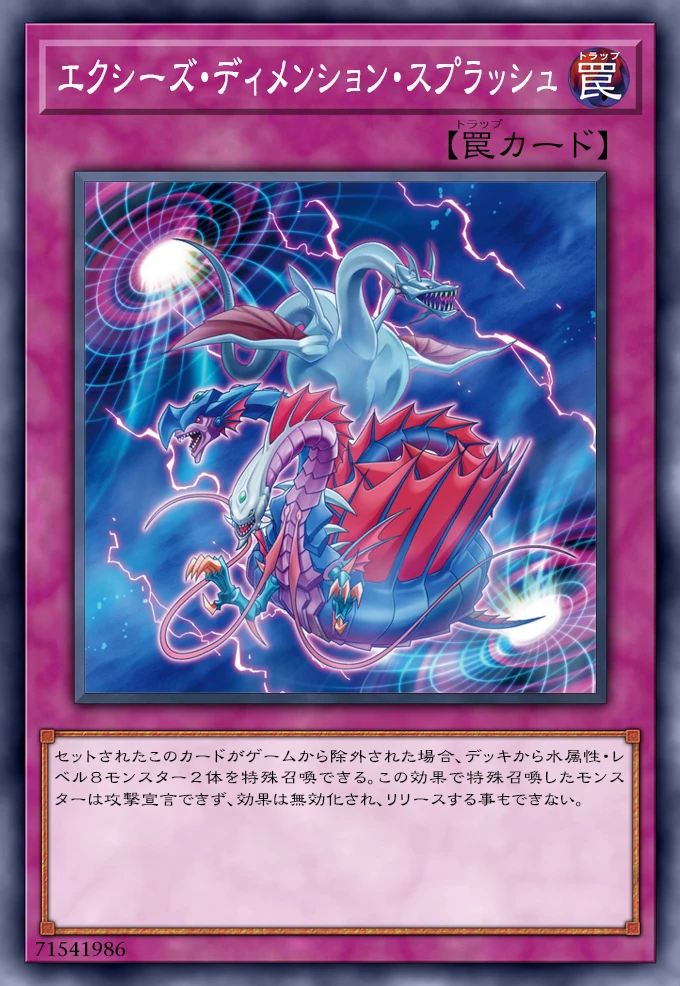 エクシーズ・ディメンション・スプラッシュ
トラップ
罠
トラップ
【罠カード】
セットされたこのカードがゲームから除外された場合、デッキから水属性・レ
ベル８モンスター２体を特殊召喚できる。この効果で特殊召喚したモンス
ターは攻撃宣言できず、効果は無効化され、リリースする事もできない。
71541986